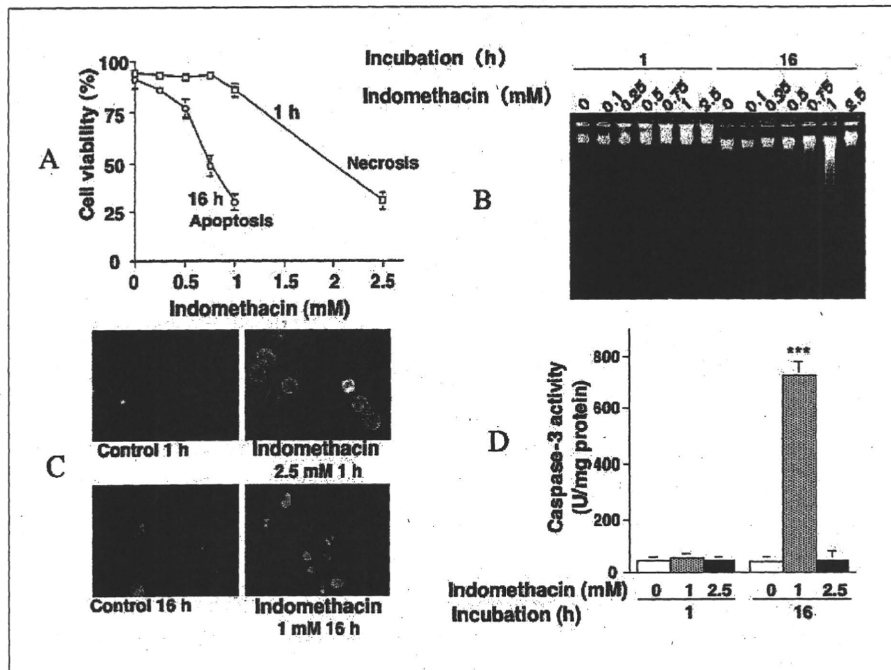 A
Cell viability (%)
100
75
50
25
0
1 h
Necrosis
16 h
Apoptosis
0 0.5 1 1.5 2 2.5
Indomethacin (mM)
B
Incubation (h)
1 16
Indomethacin (mM)
0 0.1 0.25 0.5 0.75 1 2.5 0 0.1 0.35 0.5 0.75 1 2.5
C
Control 1 h
Indomethacin
2.5 mM 1 h
Control 16 h
Indomethacin
1 mM 16 h
D
Caspase-3 activity
(U/mg protein)
800
600
400
200
0
***
Indomethacin (mM) 0 1 2.5 0 1 2.5
Incubation (h) 1 16